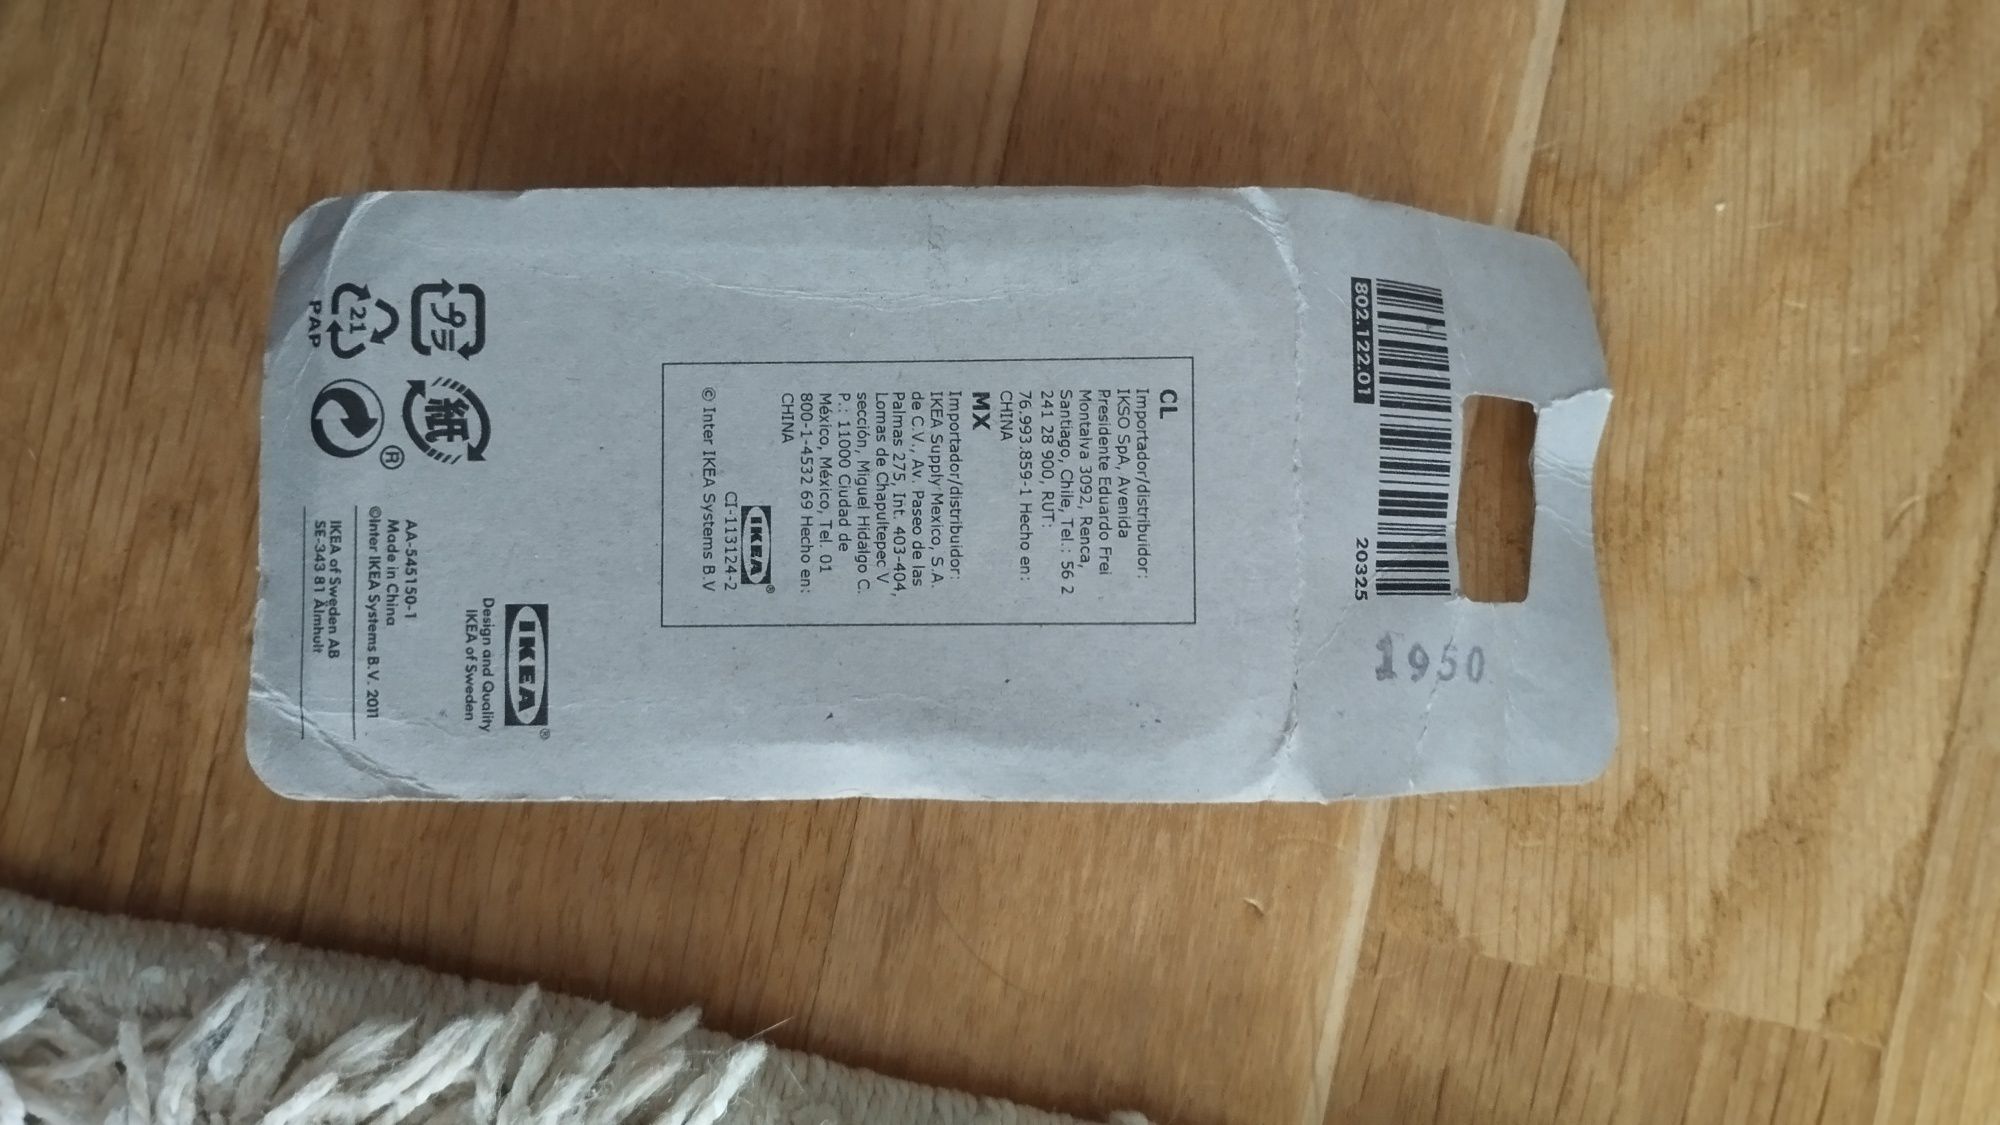 802.122.01
20325
1950
CL
Importador/distribuidor:
IKSO SpA, Avenida
Presidente Eduardo Frei
Montalva 3092, Renca,
Santiago, Chile, Tel.: 56 2
241 28 900, RUT:
76.993.859-1 Hecho en:
CHINA
MX
Importador/distribuidor:
IKEA Supply Mexico, S.A.
de C.V., Av. Paseo de las
Palmas 275, Int. 403-404,
Lomas de Chapultepec V
sección, Miguel Hidalgo C.
P.: 11000 Ciudad de
México, México, Tel. 01
800-1-4532 69 Hecho en:
CHINA
IKEA®
CI-113124-2
© Inter IKEA Systems B.V
IKEA®
Design and Quality
IKEA of Sweden
プラ
紙
®
21
PAP
AA-545150-1
Made in China
©Inter IKEA Systems B.V. 2011
IKEA of Sweden AB
SE-343 81 Älmhult